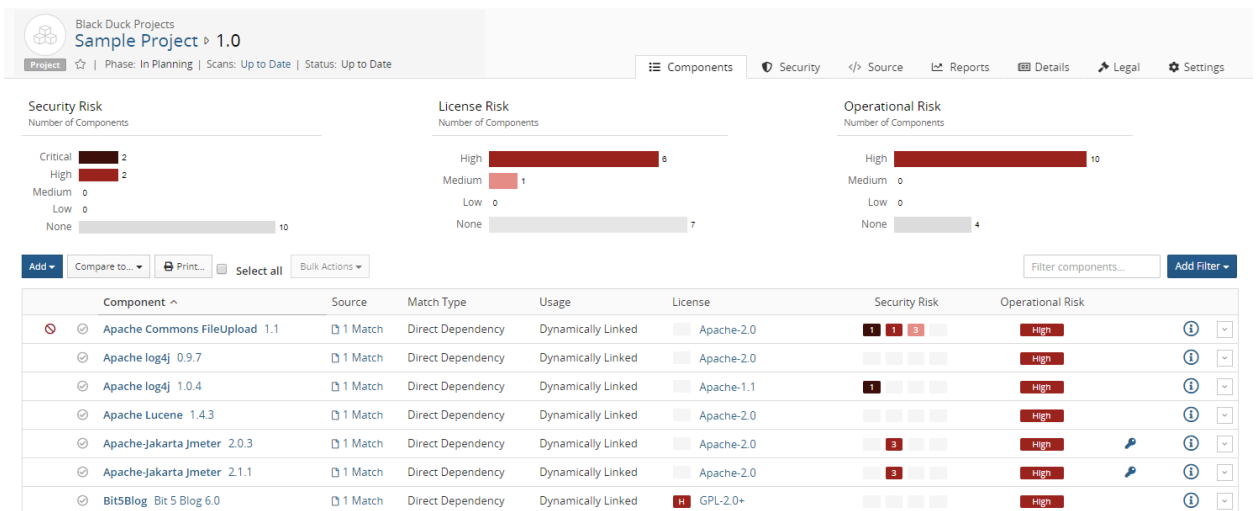 Black Duck Projects
Sample Project ▸ 1.0
Project | Phase: In Planning | Scans: Up to Date | Status: Up to Date
Components Security </> Source Reports Details Legal Settings
Security Risk
Number of Components
Critical 2
High 2
Medium 0
Low 0
None 10
License Risk
Number of Components
High 6
Medium 1
Low 0
None 7
Operational Risk
Number of Components
High 10
Medium 0
Low 0
None 4
Add Compare to... Print... Select all Bulk Actions Filter components... Add Filter
Component Source Match Type Usage License Security Risk Operational Risk
Apache Commons FileUpload 1.1 1 Match Direct Dependency Dynamically Linked Apache-2.0 1 1 3 High
Apache log4j 0.9.7 1 Match Direct Dependency Dynamically Linked Apache-2.0 High
Apache log4j 1.0.4 1 Match Direct Dependency Dynamically Linked Apache-1.1 1 High
Apache Lucene 1.4.3 1 Match Direct Dependency Dynamically Linked Apache-2.0 High
Apache-Jakarta Jmeter 2.0.3 1 Match Direct Dependency Dynamically Linked Apache-2.0 3 High
Apache-Jakarta Jmeter 2.1.1 1 Match Direct Dependency Dynamically Linked Apache-2.0 3 High
Bit5Blog Bit 5 Blog 6.0 1 Match Direct Dependency Dynamically Linked H GPL-2.0+ High